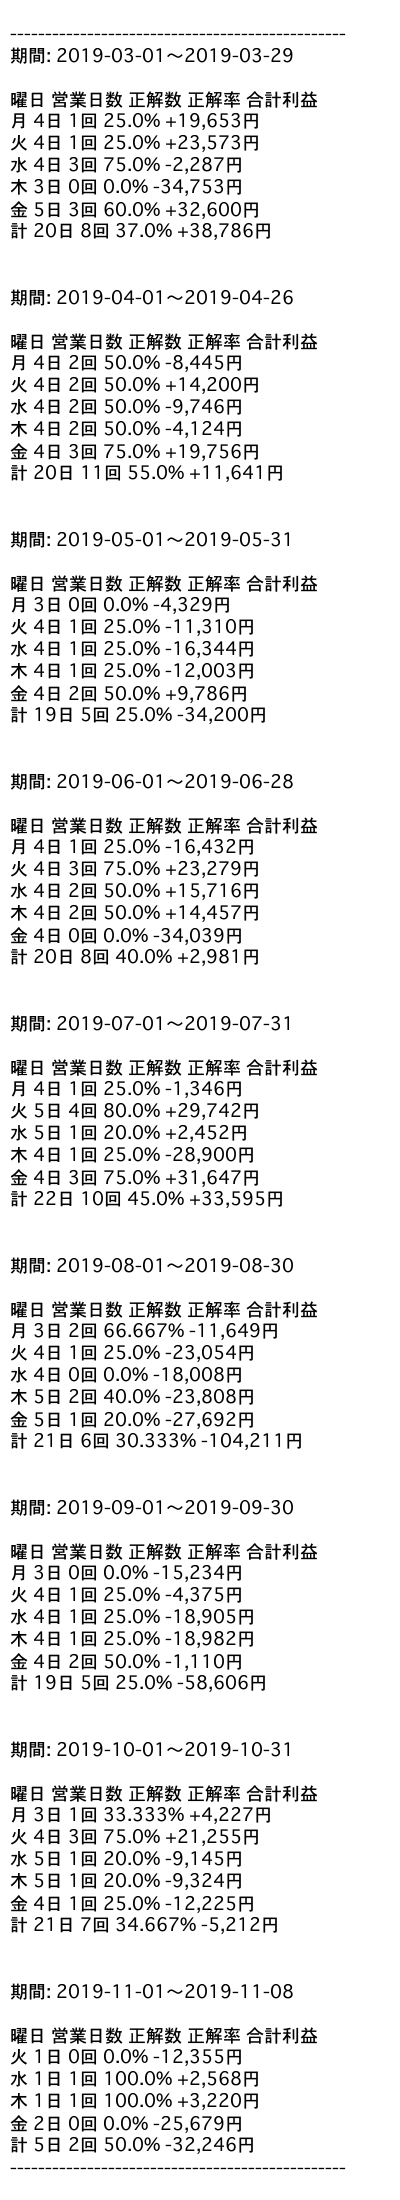 ------------------------------------------------
期間: 2019-03-01〜2019-03-29
曜日 営業日数 正解数 正解率 合計利益
月 4日 1回 25.0% +19,653円
火 4日 1回 25.0% +23,573円
水 4日 3回 75.0% -2,287円
木 3日 0回 0.0% -34,753円
金 5日 3回 60.0% +32,600円
計 20日 8回 37.0% +38,786円
期間: 2019-04-01〜2019-04-26
曜日 営業日数 正解数 正解率 合計利益
月 4日 2回 50.0% -8,445円
火 4日 2回 50.0% +14,200円
水 4日 2回 50.0% -9,746円
木 4日 2回 50.0% -4,124円
金 4日 3回 75.0% +19,756円
計 20日 11回 55.0% +11,641円
期間: 2019-05-01〜2019-05-31
曜日 営業日数 正解数 正解率 合計利益
月 3日 0回 0.0% -4,329円
火 4日 1回 25.0% -11,310円
水 4日 1回 25.0% -16,344円
木 4日 1回 25.0% -12,003円
金 4日 2回 50.0% +9,786円
計 19日 5回 25.0% -34,200円
期間: 2019-06-01〜2019-06-28
曜日 営業日数 正解数 正解率 合計利益
月 4日 1回 25.0% -16,432円
火 4日 3回 75.0% +23,279円
水 4日 2回 50.0% +15,716円
木 4日 2回 50.0% +14,457円
金 4日 0回 0.0% -34,039円
計 20日 8回 40.0% +2,981円
期間: 2019-07-01〜2019-07-31
曜日 営業日数 正解数 正解率 合計利益
月 4日 1回 25.0% -1,346円
火 5日 4回 80.0% +29,742円
水 5日 1回 20.0% +2,452円
木 4日 1回 25.0% -28,900円
金 4日 3回 75.0% +31,647円
計 22日 10回 45.0% +33,595円
期間: 2019-08-01〜2019-08-30
曜日 営業日数 正解数 正解率 合計利益
月 3日 2回 66.667% -11,649円
火 4日 1回 25.0% -23,054円
水 4日 0回 0.0% -18,008円
木 5日 2回 40.0% -23,808円
金 5日 1回 20.0% -27,692円
計 21日 6回 30.333% -104,211円
期間: 2019-09-01〜2019-09-30
曜日 営業日数 正解数 正解率 合計利益
月 3日 0回 0.0% -15,234円
火 4日 1回 25.0% -4,375円
水 4日 1回 25.0% -18,905円
木 4日 1回 25.0% -18,982円
金 4日 2回 50.0% -1,110円
計 19日 5回 25.0% -58,606円
期間: 2019-10-01〜2019-10-31
曜日 営業日数 正解数 正解率 合計利益
月 3日 1回 33.333% +4,227円
火 4日 3回 75.0% +21,255円
水 5日 1回 20.0% -9,145円
木 5日 1回 20.0% -9,324円
金 4日 1回 25.0% -12,225円
計 21日 7回 34.667% -5,212円
期間: 2019-11-01〜2019-11-08
曜日 営業日数 正解数 正解率 合計利益
火 1日 0回 0.0% -12,355円
水 1日 1回 100.0% +2,568円
木 1日 1回 100.0% +3,220円
金 2日 0回 0.0% -25,679円
計 5日 2回 50.0% -32,246円
------------------------------------------------